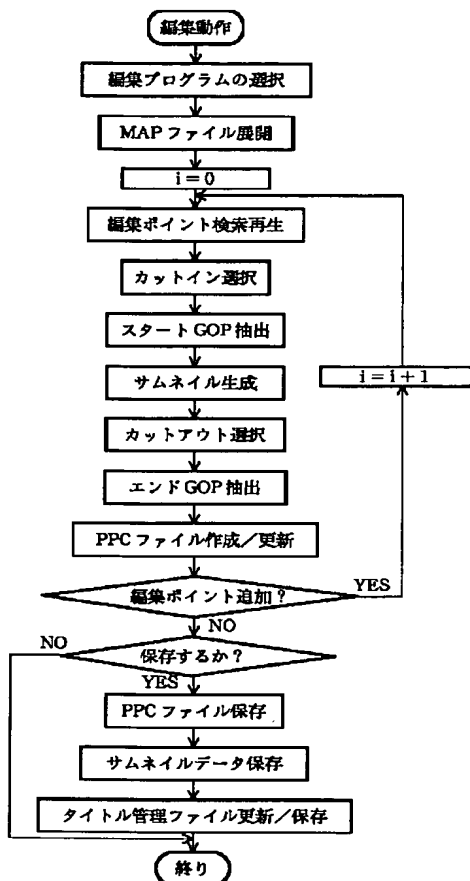 編集動作
編集プログラムの選択
MAPファイル展開
i = 0
編集ポイント検索再生
カットイン選択
スタートGOP抽出
サムネイル生成
i = i + 1
カットアウト選択
エンドGOP抽出
PPCファイル作成／更新
編集ポイント追加？
YES
NO
保存するか？
NO
YES
PPCファイル保存
サムネイルデータ保存
タイトル管理ファイル更新／保存
終り